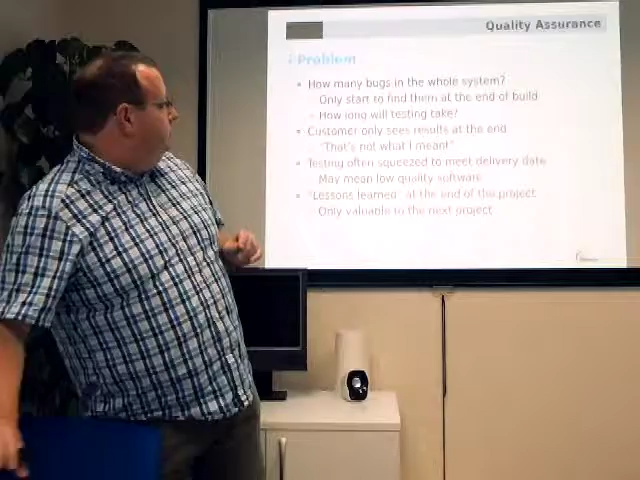 Quality Assurance
Problem
How many bugs in the whole system?
Only start to find them at the end of build
How long will testing take?
Customer only sees results at the end
"That's not what I meant"
Testing often squeezed to meet delivery date
May mean low quality software
"Lessons learned" at the end of the project
Only valuable to the next project